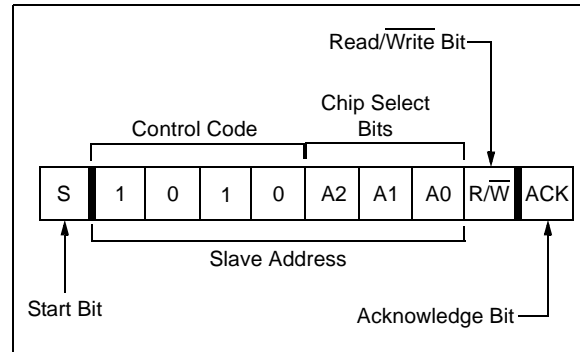 Read/Write Bit
Chip Select
Bits
Control Code
S 1 0 1 0 A2 A1 A0 R/W ACK
Slave Address
Start Bit
Acknowledge Bit